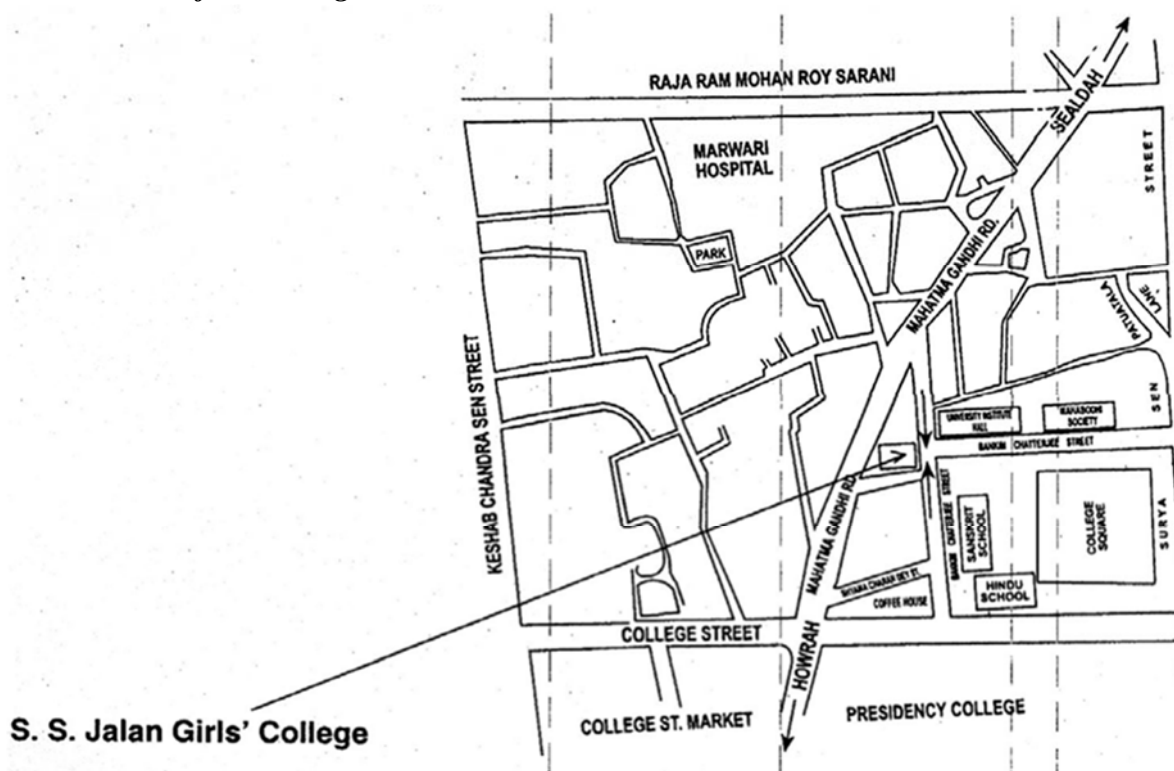 RAJA RAM MOHAN ROY SARANI
SEALDAH
MARWARI
HOSPITAL
STREET
PARK
MAHATMA GANDHI RD.
PATUATALA
LANE
KESHAB CHANDRA SEN STREET
UNIVERSITY INSTITUTE
HALL
MAHABODHI
SOCIETY
SEN
BANKIM CHATTERJEE STREET
MAHATMA GANDHI RD
BANKIM CHATTERJEE STREET
SANSKRIT
SCHOOL
COLLEGE
SQUARE
SURYA
CHARAN DEY ST.
HINDU
SCHOOL
COFFEE HOUSE
COLLEGE STREET
HOWRAH
COLLEGE ST. MARKET
PRESIDENCY COLLEGE
S. S. Jalan Girls' College